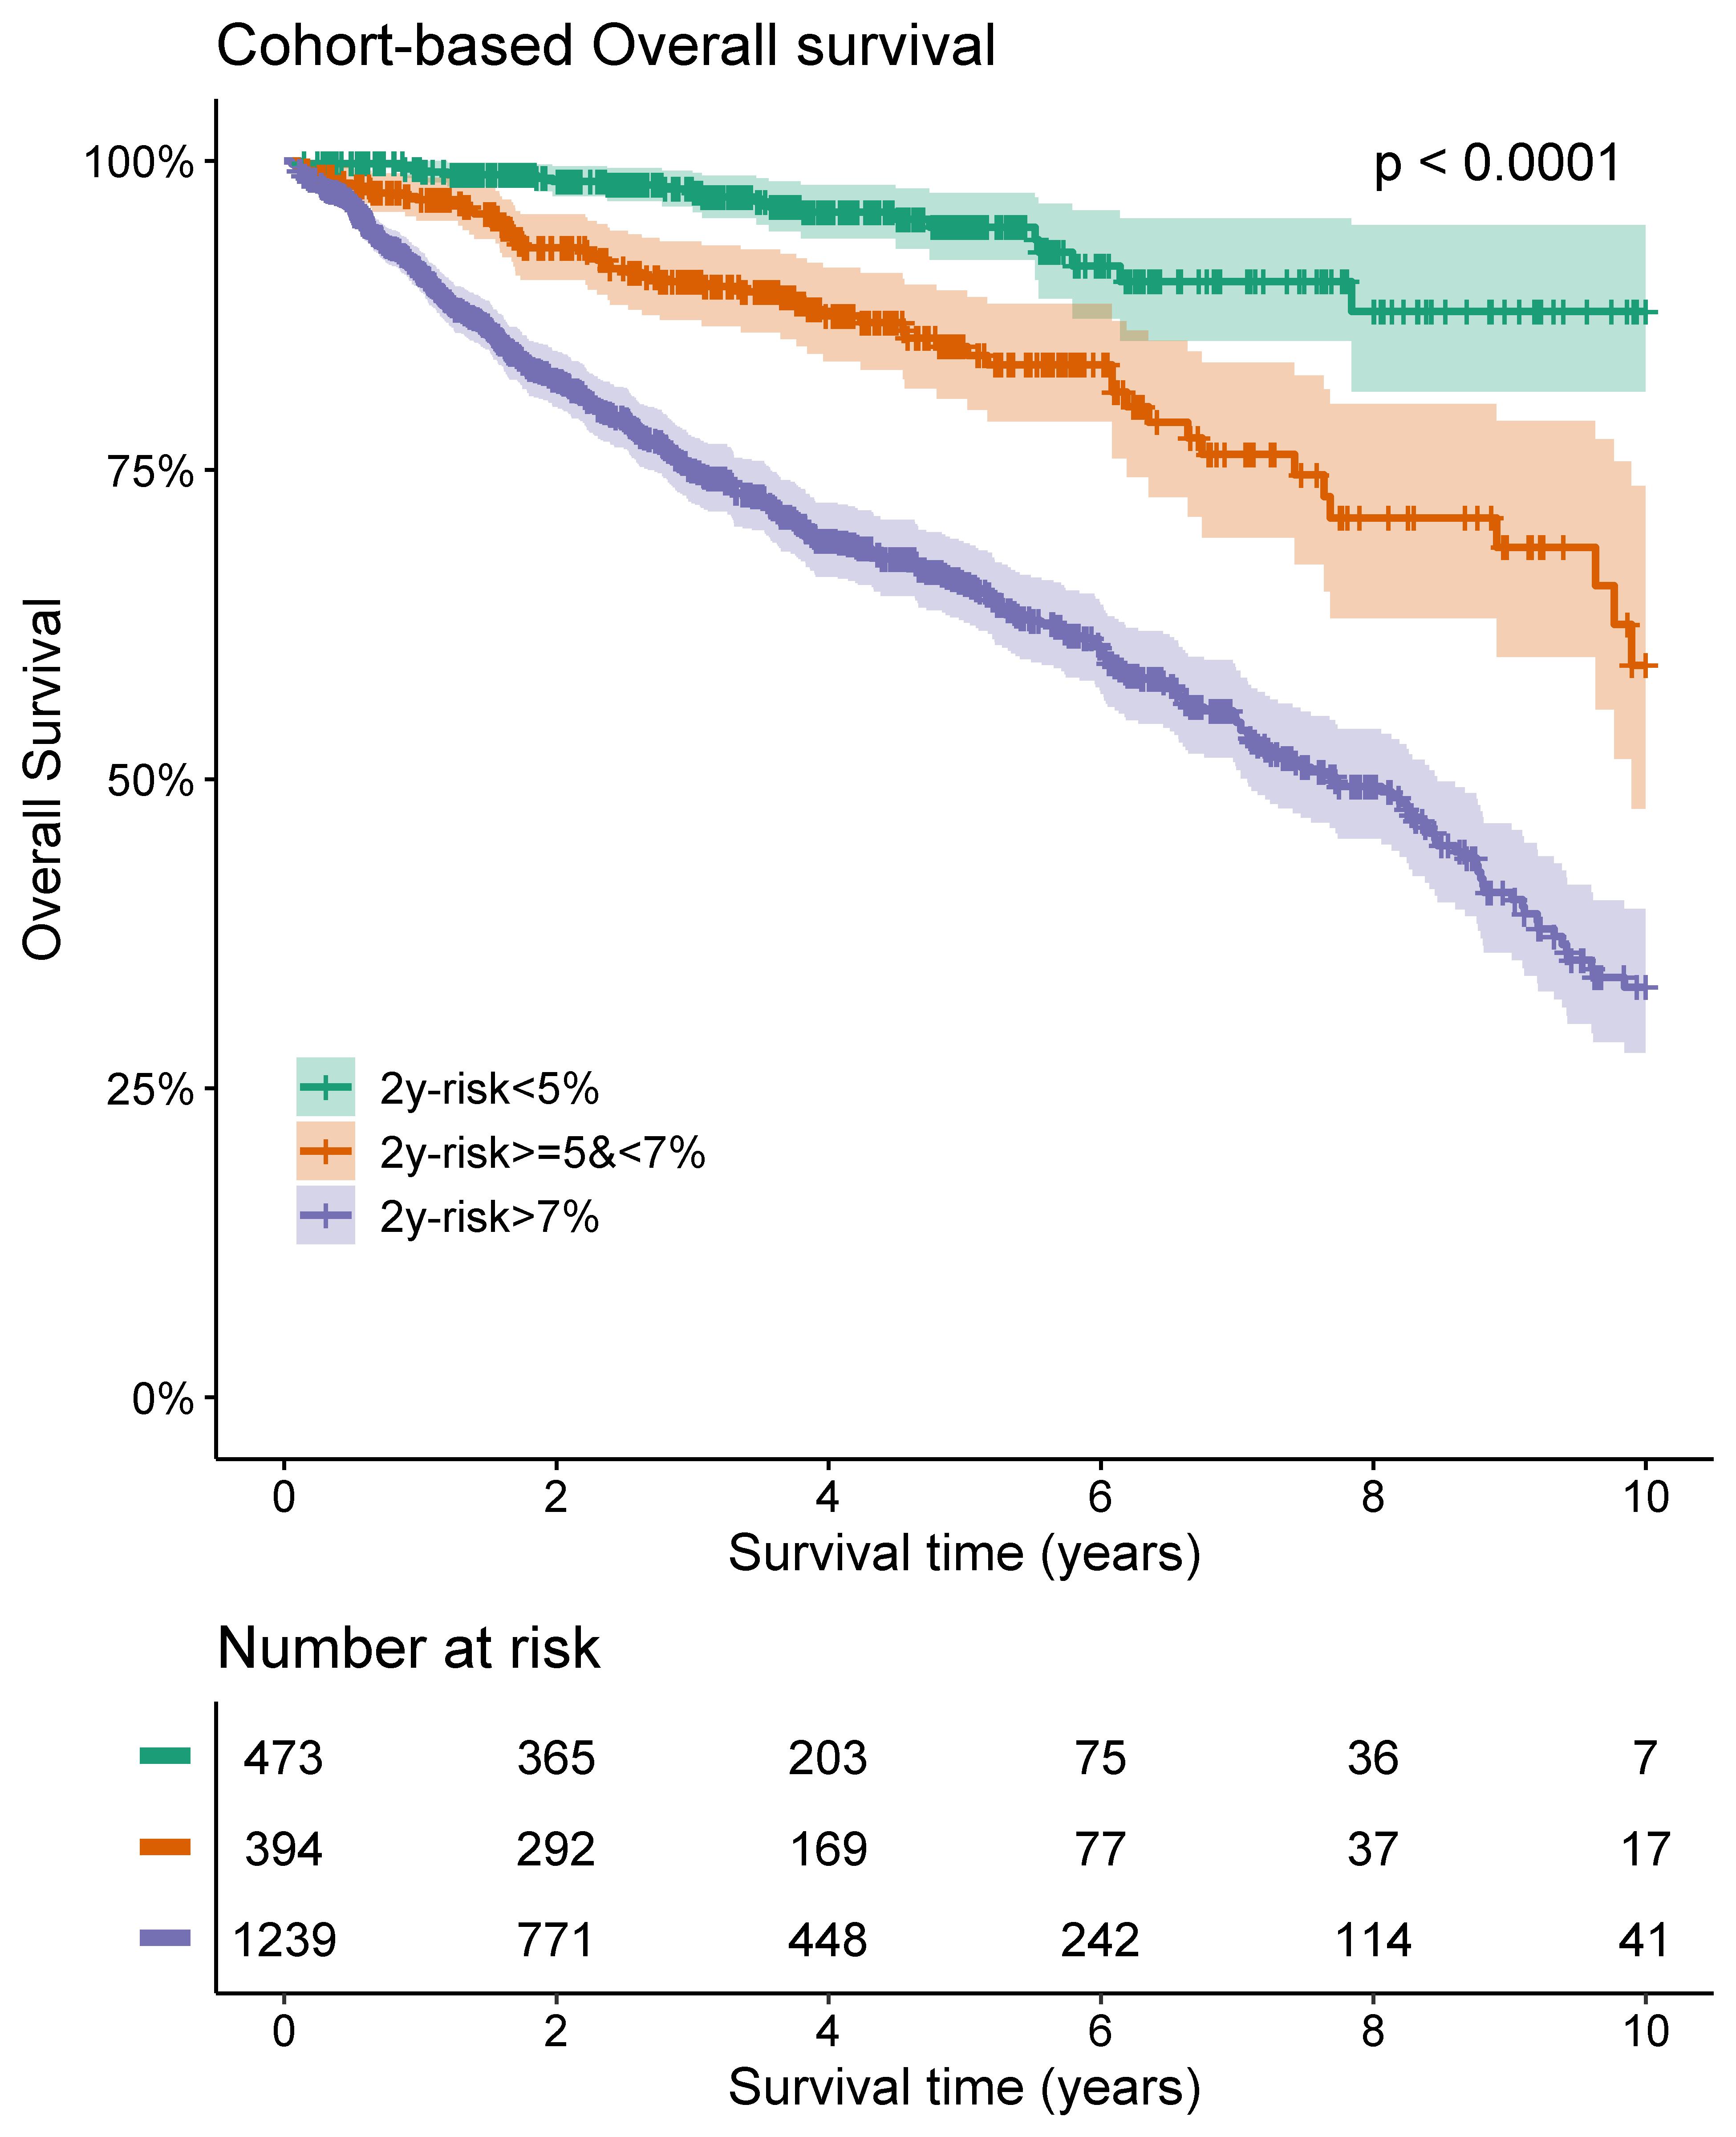 Cohort-based Overall survival
p < 0.0001
100%
75%
50%
25%
0%
Overall Survival
2y-risk<5%
2y-risk>=5&<7%
2y-risk>7%
0 2 4 6 8 10
Survival time (years)
Number at risk
473 365 203 75 36 7
394 292 169 77 37 17
1239 771 448 242 114 41
0 2 4 6 8 10
Survival time (years)